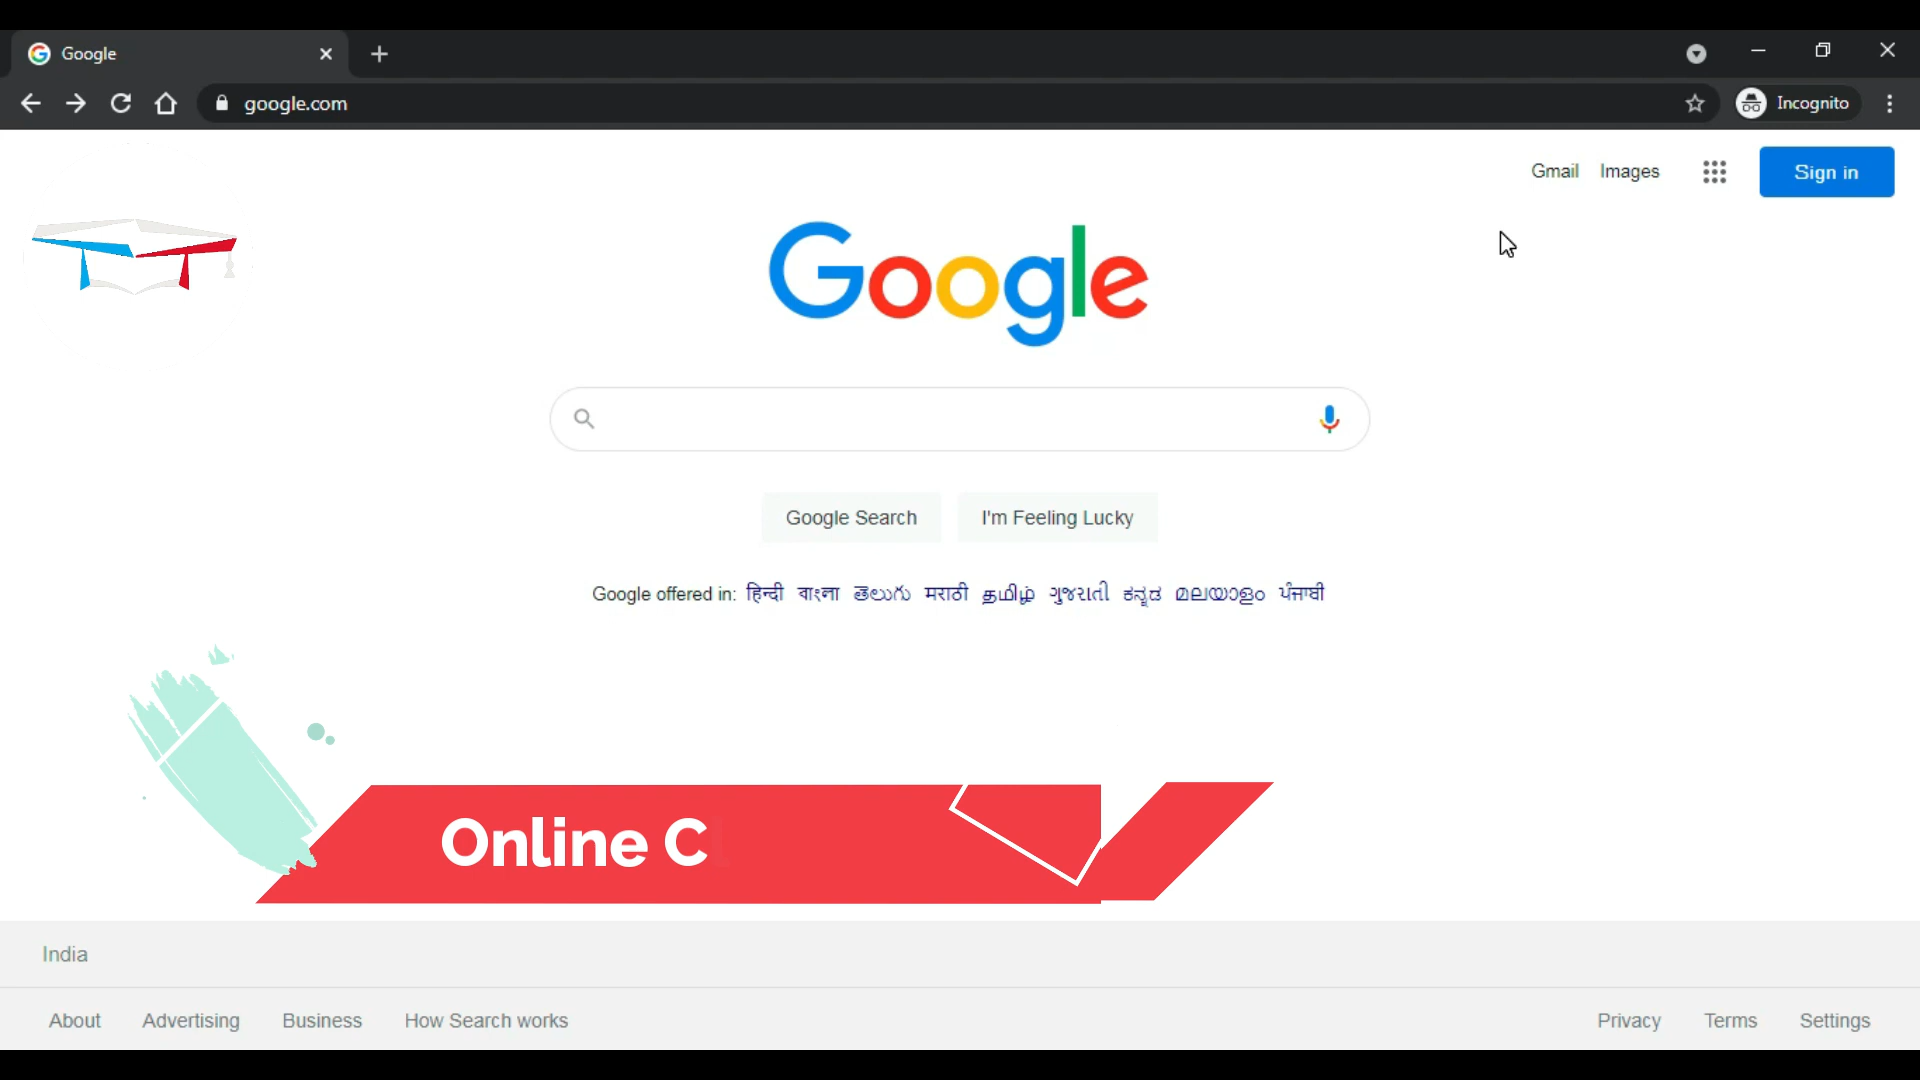 Google
google.com
Incognito
Gmail Images
Sign in
Google
Google Search
I'm Feeling Lucky
Google offered in: हिन्दी বাংলা తెలుగు मराठी தமிழ் ગુજરાતી ಕನ್ನಡ മലയാളം ਪੰਜਾਬੀ
Online C
India
About Advertising Business How Search works
Privacy Terms Settings